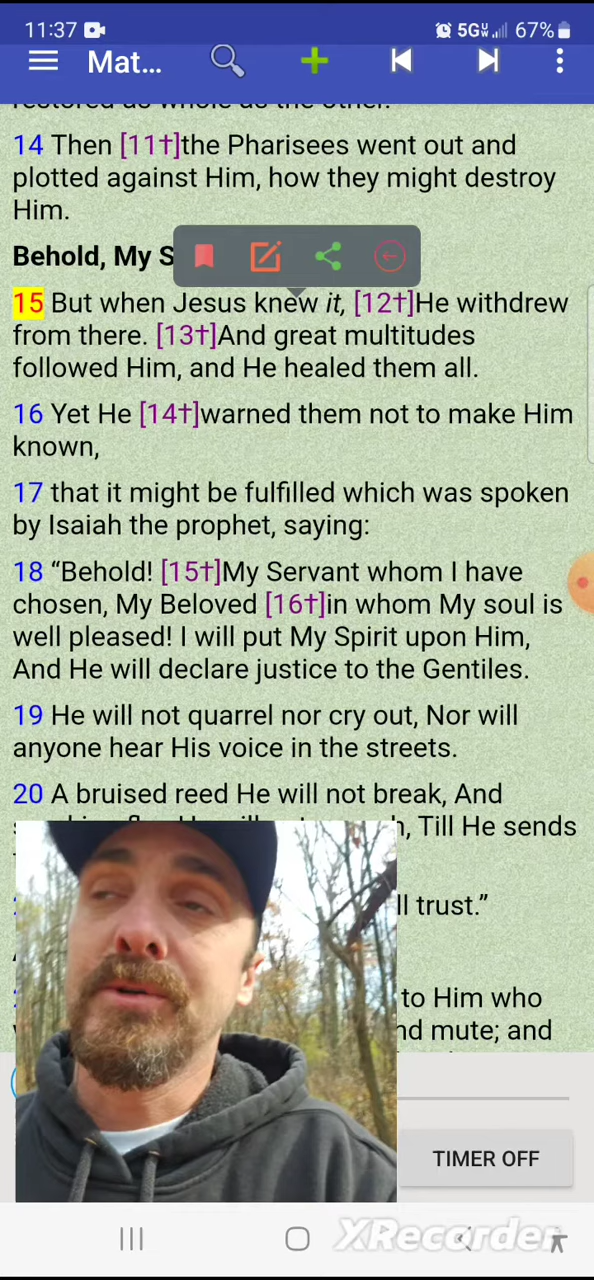 11:37
5G 67%
Mat...
restored as whole as the other.
14 Then [11†]the Pharisees went out and
plotted against Him, how they might destroy
Him.
Behold, My S
15 But when Jesus knew it, [12†]He withdrew
from there. [13†]And great multitudes
followed Him, and He healed them all.
16 Yet He [14†]warned them not to make Him
known,
17 that it might be fulfilled which was spoken
by Isaiah the prophet, saying:
18 “Behold! [15†]My Servant whom I have
chosen, My Beloved [16†]in whom My soul is
well pleased! I will put My Spirit upon Him,
And He will declare justice to the Gentiles.
19 He will not quarrel nor cry out, Nor will
anyone hear His voice in the streets.
20 A bruised reed He will not break, And
h, Till He sends
ll trust.”
to Him who
nd mute; and
TIMER OFF
XRecorder